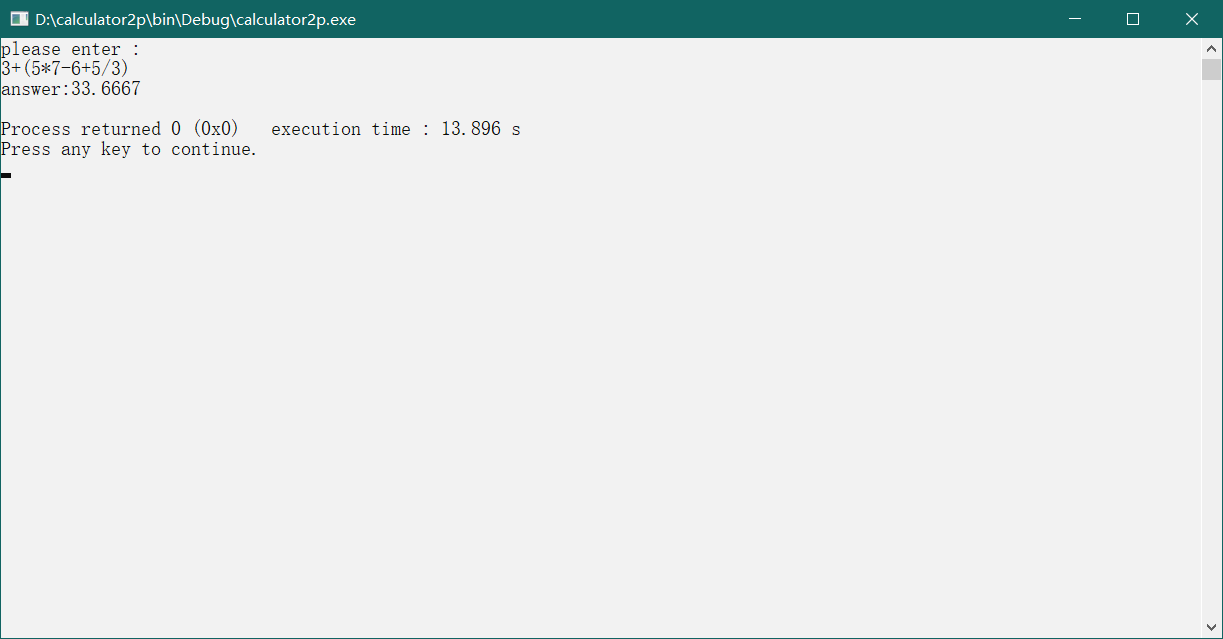 D:\calculator2p\bin\Debug\calculator2p.exe
please enter :
3+(5*7-6+5/3)
answer:33.6667
Process returned 0 (0x0)   execution time : 13.896 s
Press any key to continue.